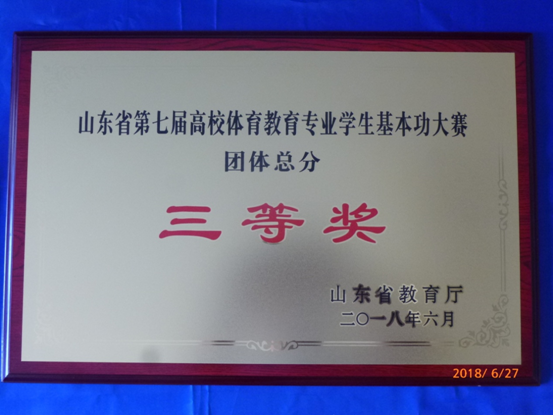 山东省第七届高校体育教育专业学生基本功大赛
团体总分
三等奖
山东省教育厅
二〇一八年六月
2018/ 6/27